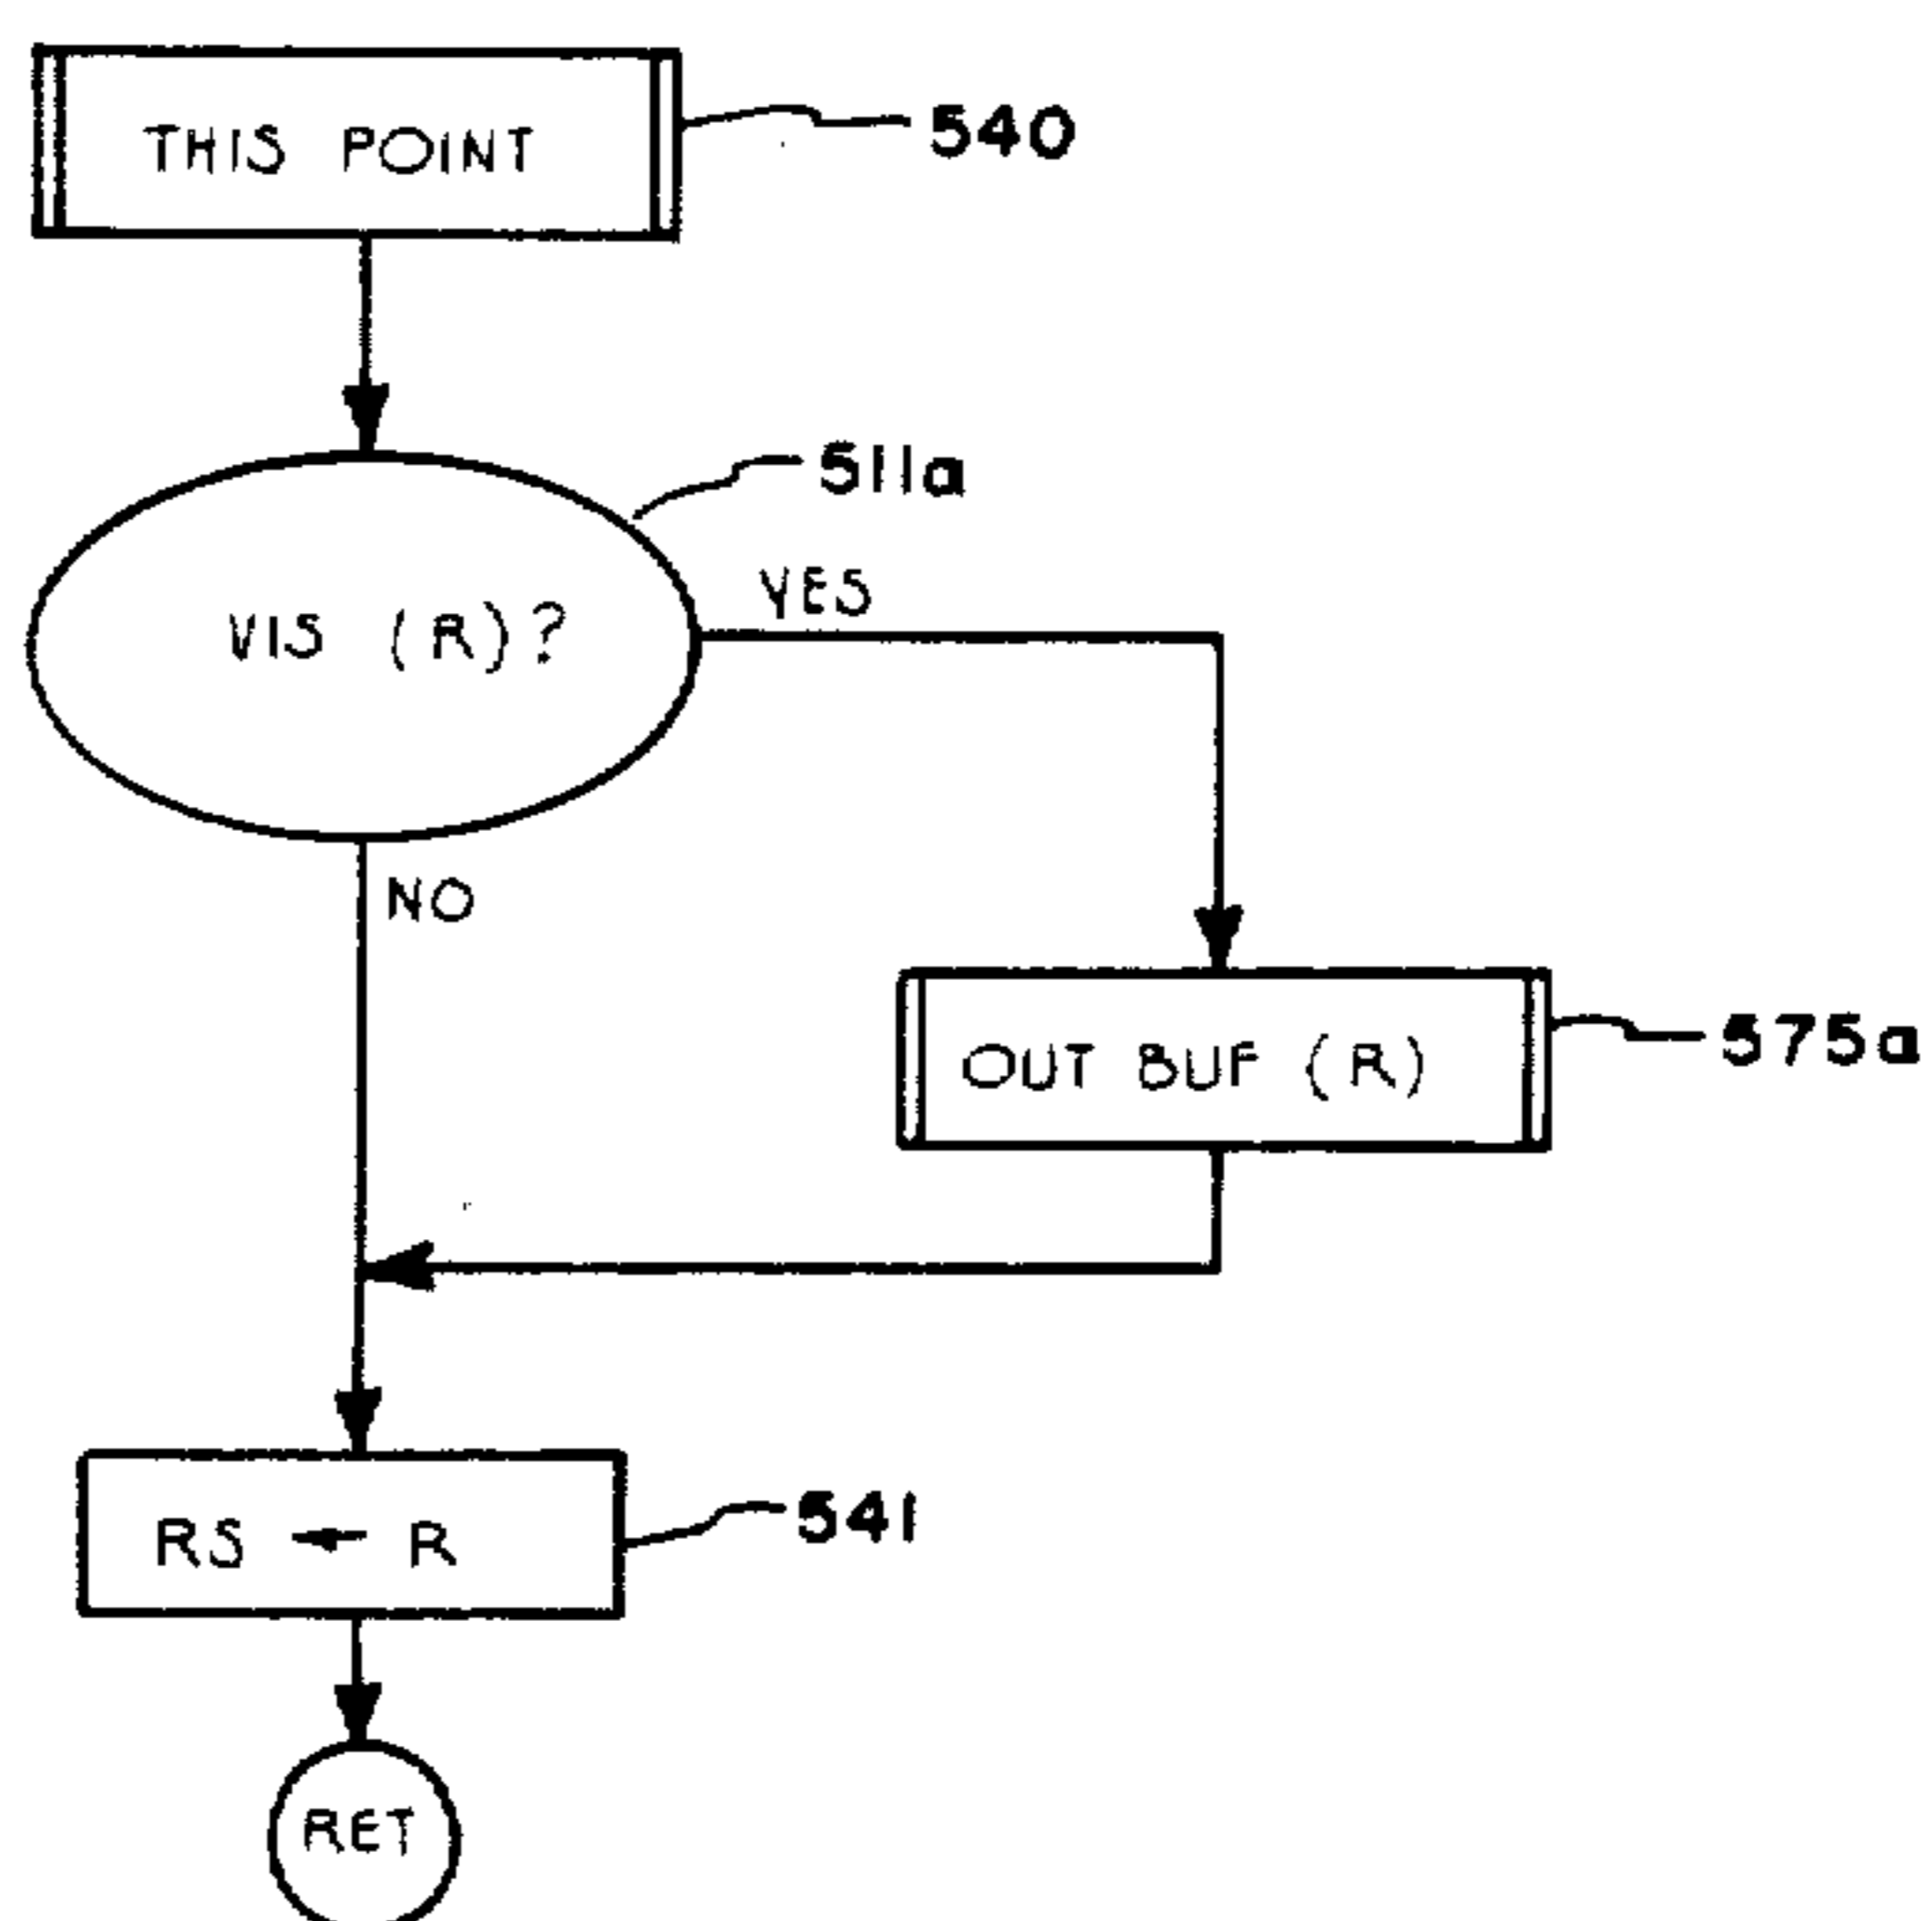 THIS POINT
540
511a
VIS (R)?
YES
NO
OUT BUF (R)
575a
RS ← R
541
RET